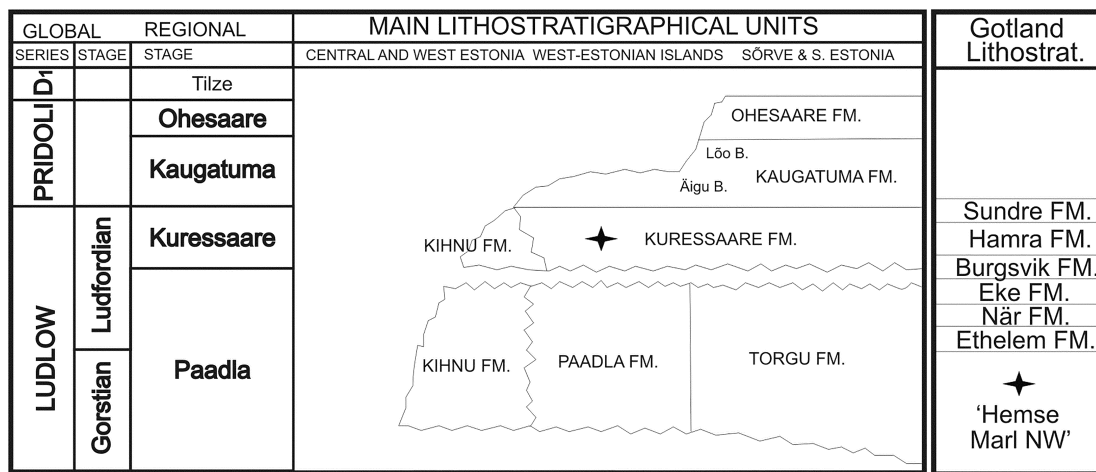 GLOBAL REGIONAL MAIN LITHOSTRATIGRAPHICAL UNITS
SERIES STAGE STAGE CENTRAL AND WEST ESTONIA WEST-ESTONIAN ISLANDS SÕRVE & S. ESTONIA
Gotland
Lithostrat.
D1
Tilze
PRIDOLI
Ohesaare
OHESAARE FM.
Kaugatuma
Lõo B.
Äigu B.
KAUGATUMA FM.
LUDLOW
Ludfordian
Kuressaare
KIHNU FM.
KURESSAARE FM.
Gorstian
Paadla
KIHNU FM.
PAADLA FM.
TORGU FM.
Sundre FM.
Hamra FM.
Burgsvik FM.
Eke FM.
När FM.
Ethelem FM.
‘Hemse
Marl NW’